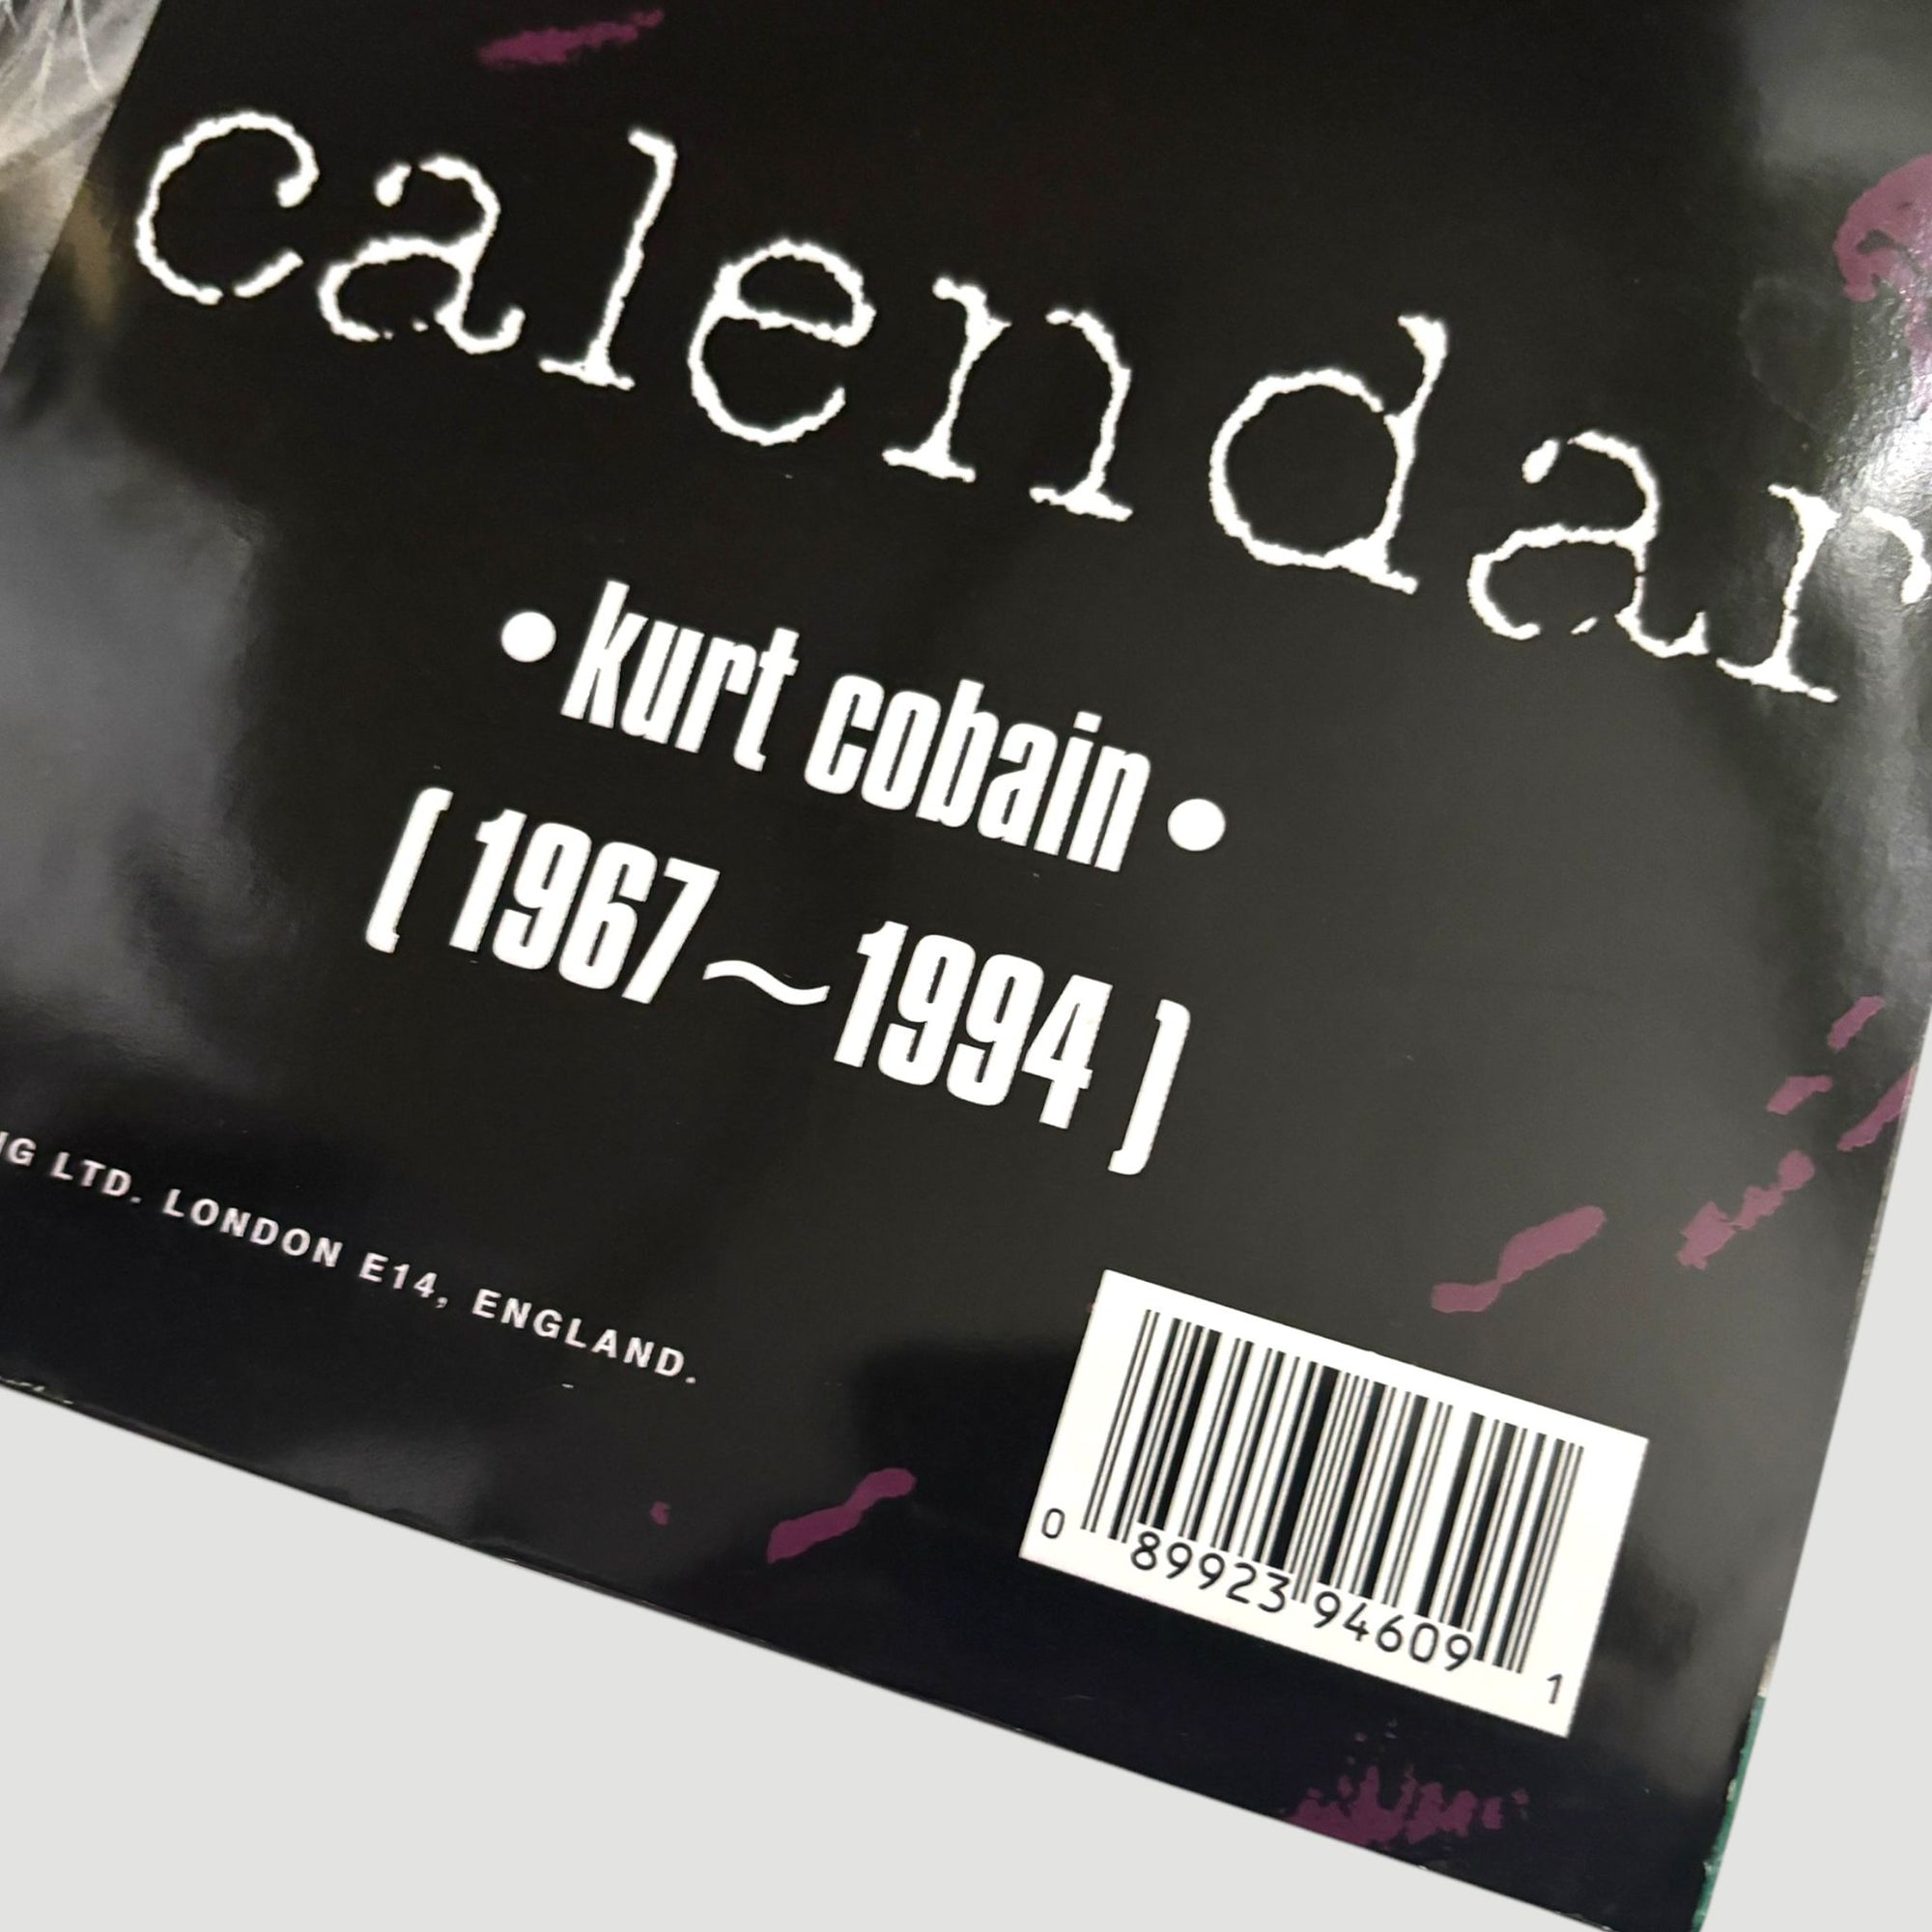 calendar
• kurt cobain •
( 1967~1994 )
LTD. LONDON E14, ENGLAND.
0 89923 94609 1